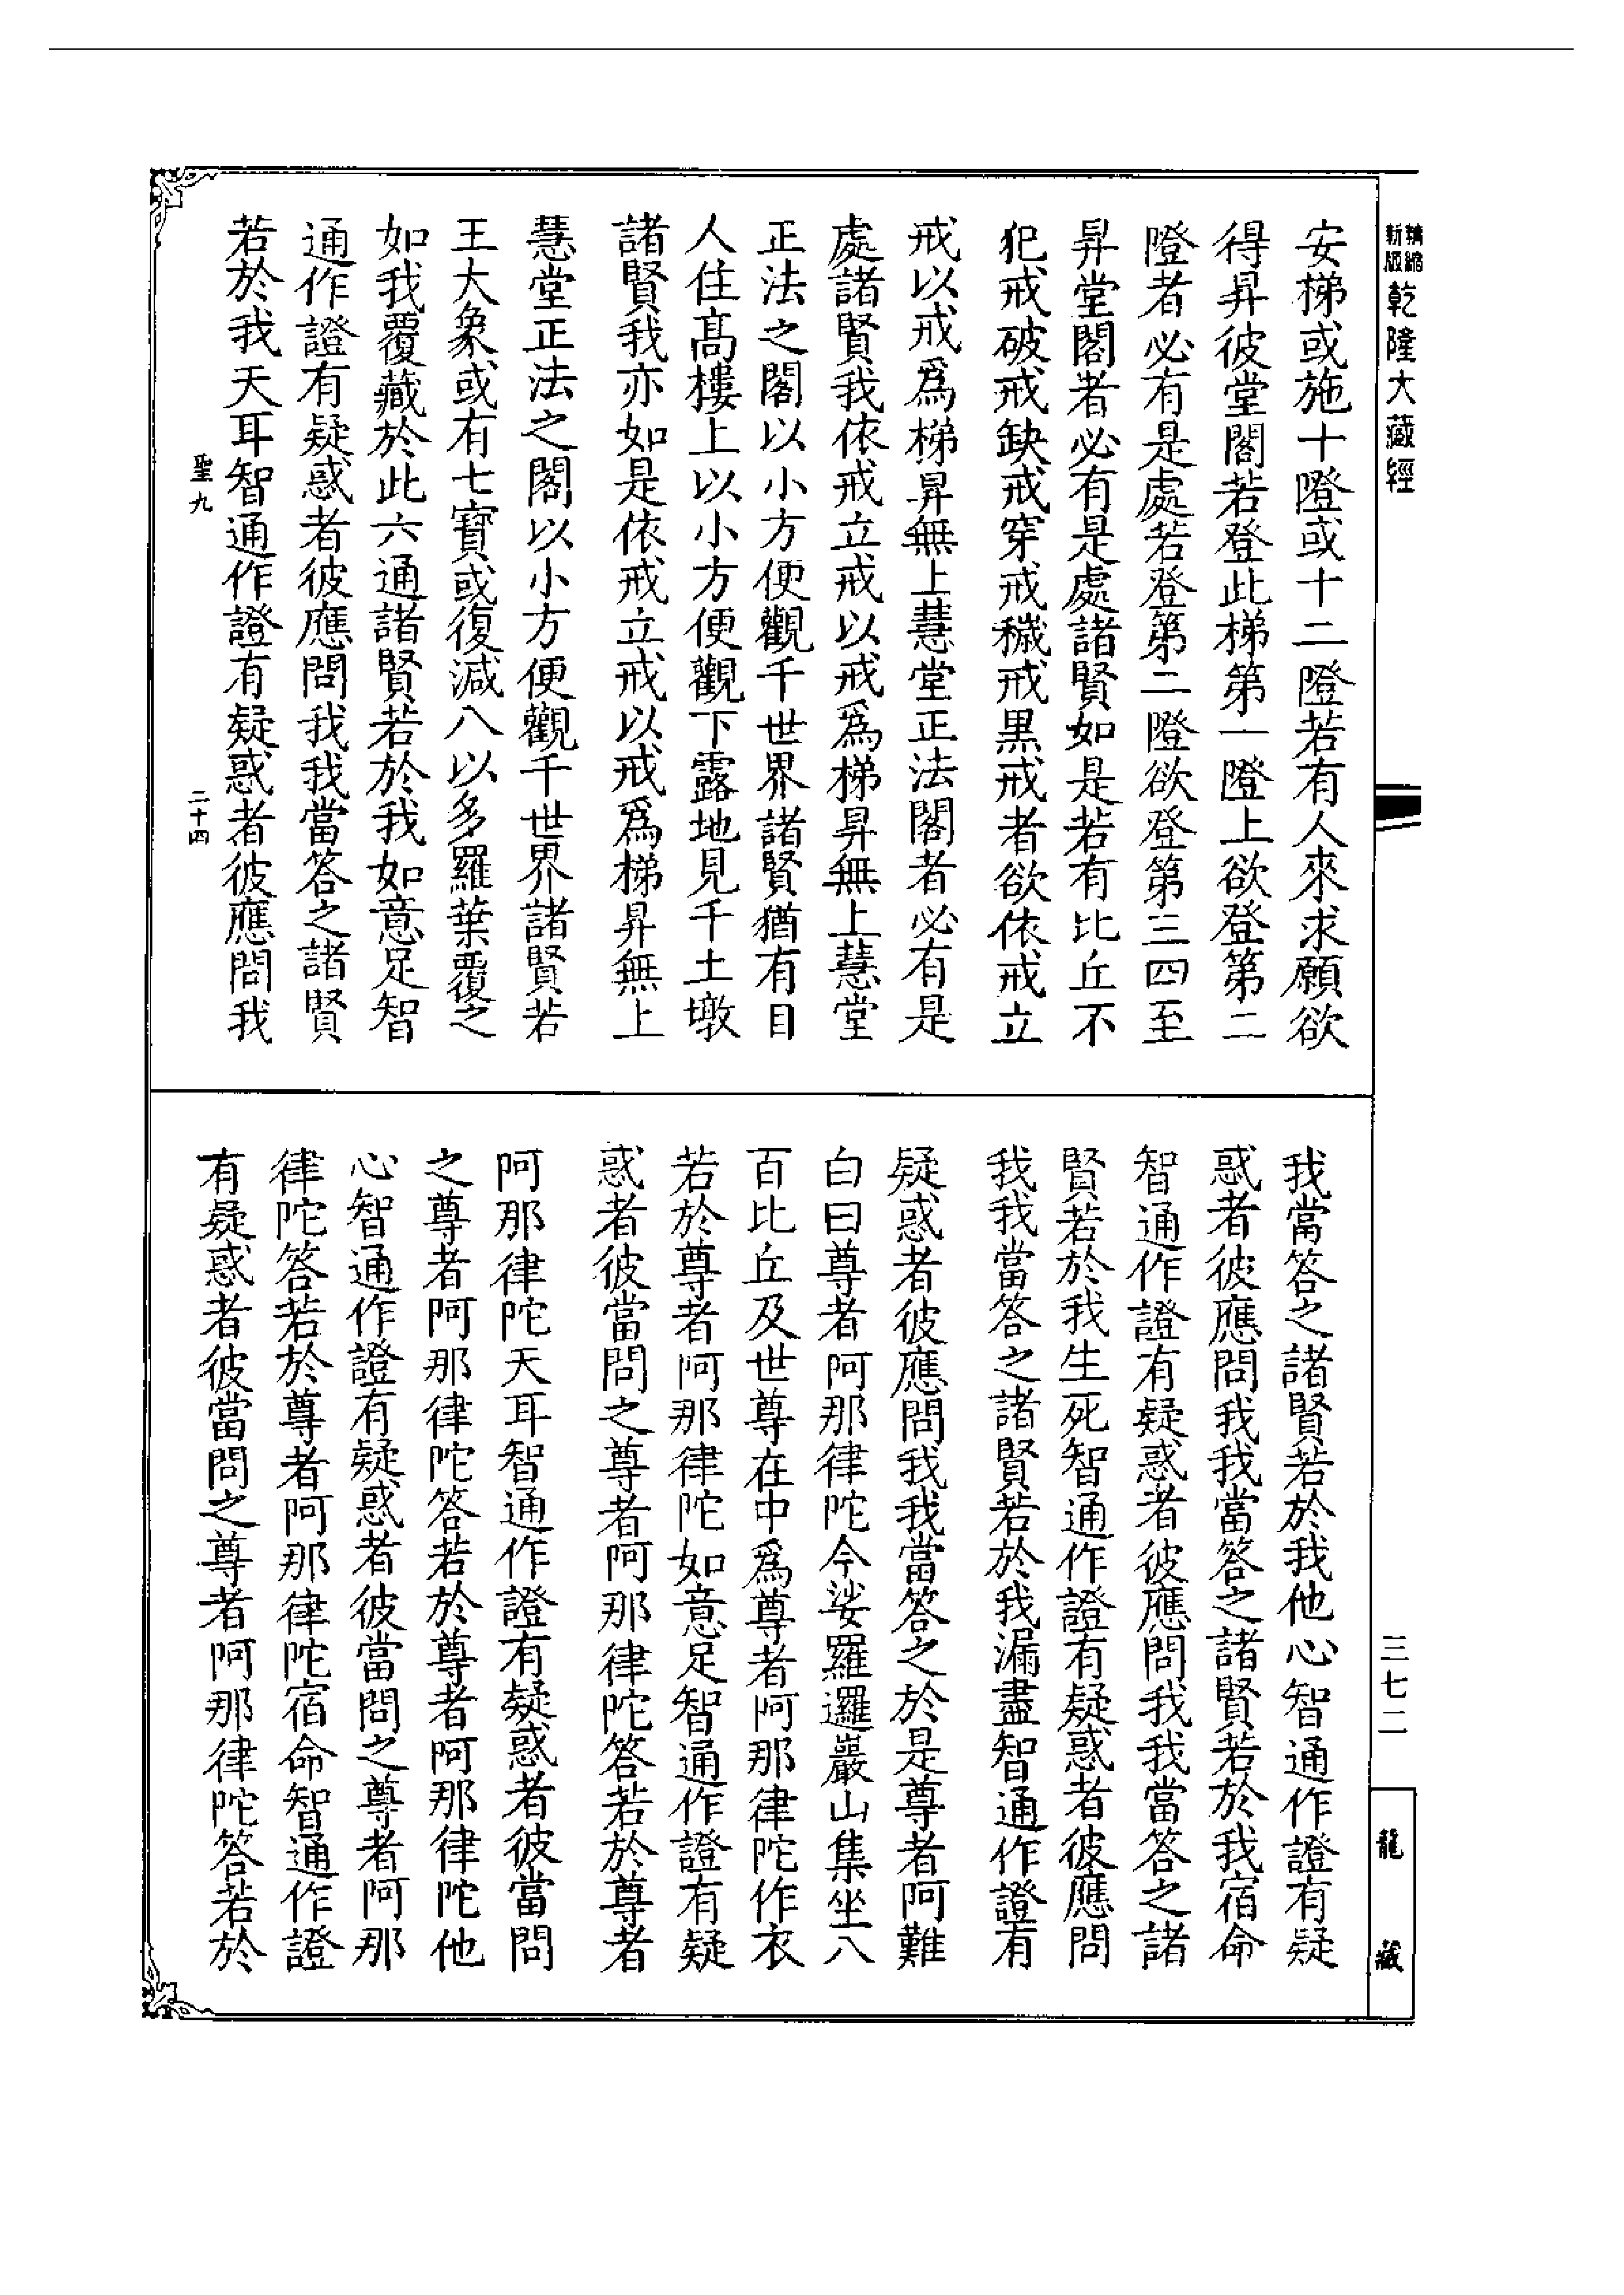 精縮新版乾隆大藏經
安梯或施十隥或十二隥若有人來求願欲
得昇彼堂閣若登此梯第一隥上欲登第二
隥者必有是處若登第二隥欲登第三四至
昇堂閣者必有是處諸賢如是若有比丘不
犯戒破戒缺戒穿戒穢戒黑戒者欲依戒立
戒以戒爲梯昇無上慧堂正法閣者必有是
處諸賢我依戒立戒以戒爲梯昇無上慧堂
正法之閣以小方便觀千世界諸賢猶有目
人住髙樓上以小方便觀下露地見千土墩
諸賢我亦如是依戒立戒以戒爲梯昇無上
慧堂正法之閣以小方便觀千世界諸賢若
王大象或有七寶或復減八以多羅葉覆之
如我覆藏於此六通諸賢若於我如意足智
通作證有疑惑者彼應問我我當答之諸賢
若於我天耳智通作證有疑惑者彼應問我
聖九
二十四
我當答之諸賢若於我他心智通作證有疑
惑者彼應問我我當答之諸賢若於我宿命
智通作證有疑惑者彼應問我我當答之諸
賢若於我生死智通作證有疑惑者彼應問
我我當答之諸賢若於我漏盡智通作證有
疑惑者彼應問我我當答之於是尊者阿難
白曰尊者阿那律陀今娑羅邏巖山集坐八
百比丘及世尊在中爲尊者阿那律陀作衣
若於尊者阿那律陀如意足智通作證有疑
惑者彼當問之尊者阿那律陀答若於尊者
阿那律陀天耳智通作證有疑惑者彼當問
之尊者阿那律陀答若於尊者阿那律陀他
心智通作證有疑惑者彼當問之尊者阿那
律陀答若於尊者阿那律陀宿命智通作證
有疑惑者彼當問之尊者阿那律陀答若於
三七二
龍藏